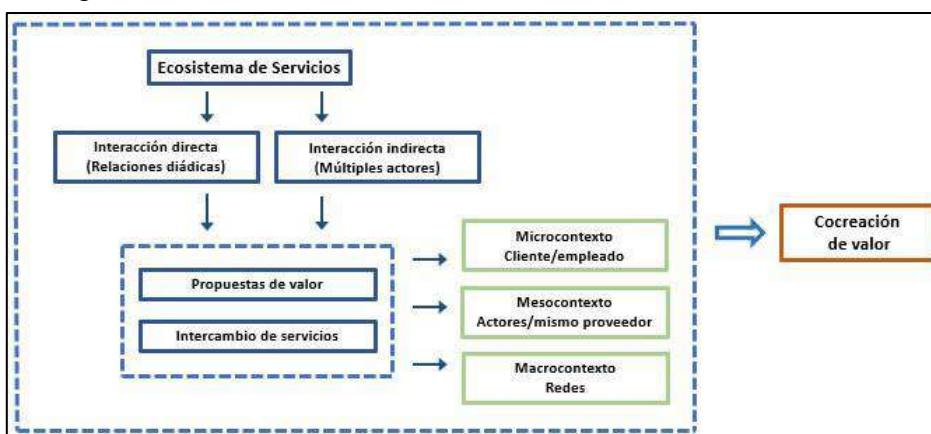 Ecosistema de Servicios
Interacción directa
(Relaciones diádicas)
Interacción indirecta
(Múltiples actores)
Propuestas de valor
Intercambio de servicios
Microcontexto
Cliente/empleado
Mesocontexto
Actores/mismo proveedor
Macrocontexto
Redes
Cocreación
de valor